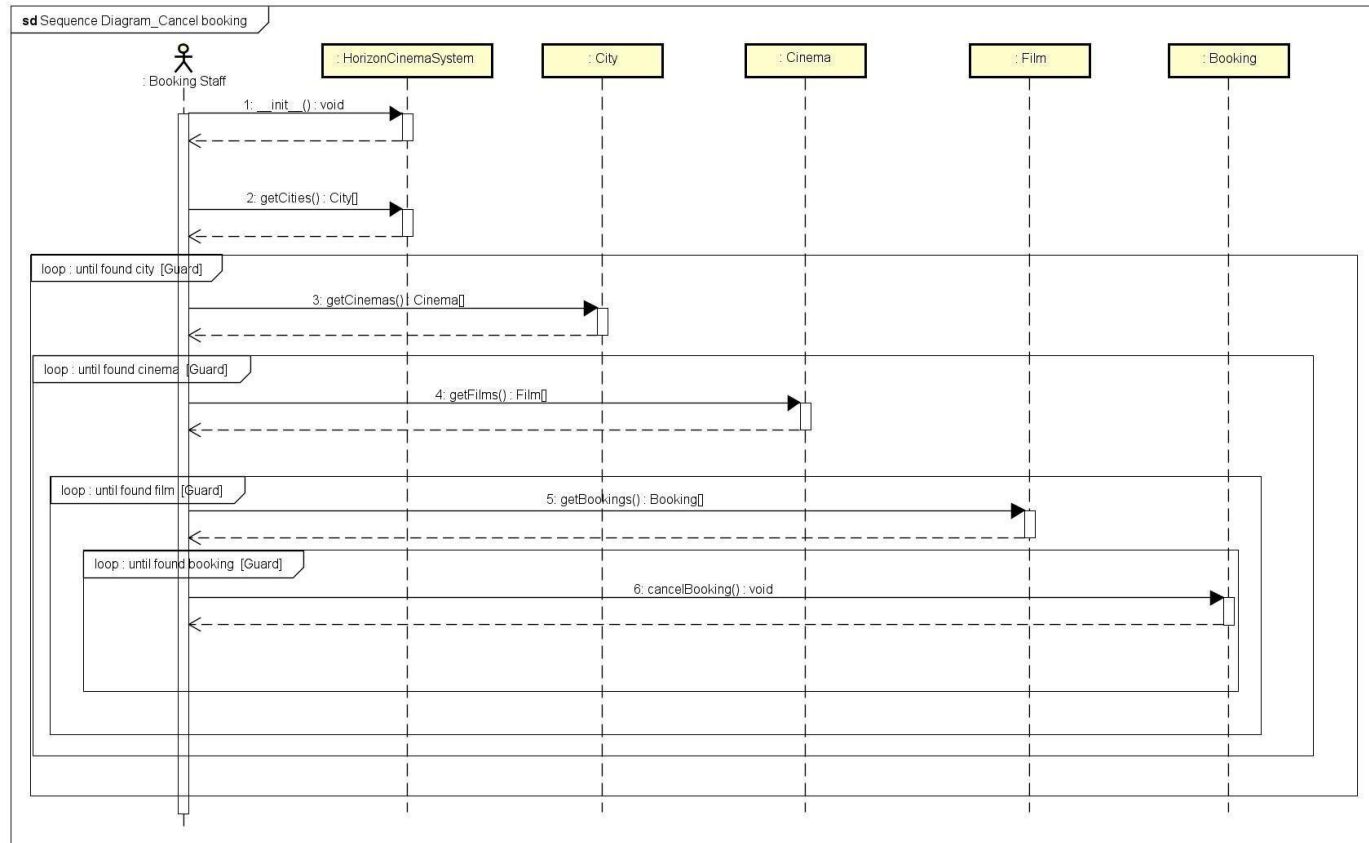 sd Sequence Diagram_Cancel booking
: Booking Staff
: HorizonCinemaSystem
: City
: Cinema
: Film
: Booking
1: __init__() : void
2: getCities() : City[]
loop : until found city [Guard]
3: getCinemas() : Cinema[]
loop : until found cinema [Guard]
4: getFilms() : Film[]
loop : until found film [Guard]
5: getBookings() : Booking[]
loop : until found booking [Guard]
6: cancelBooking() : void